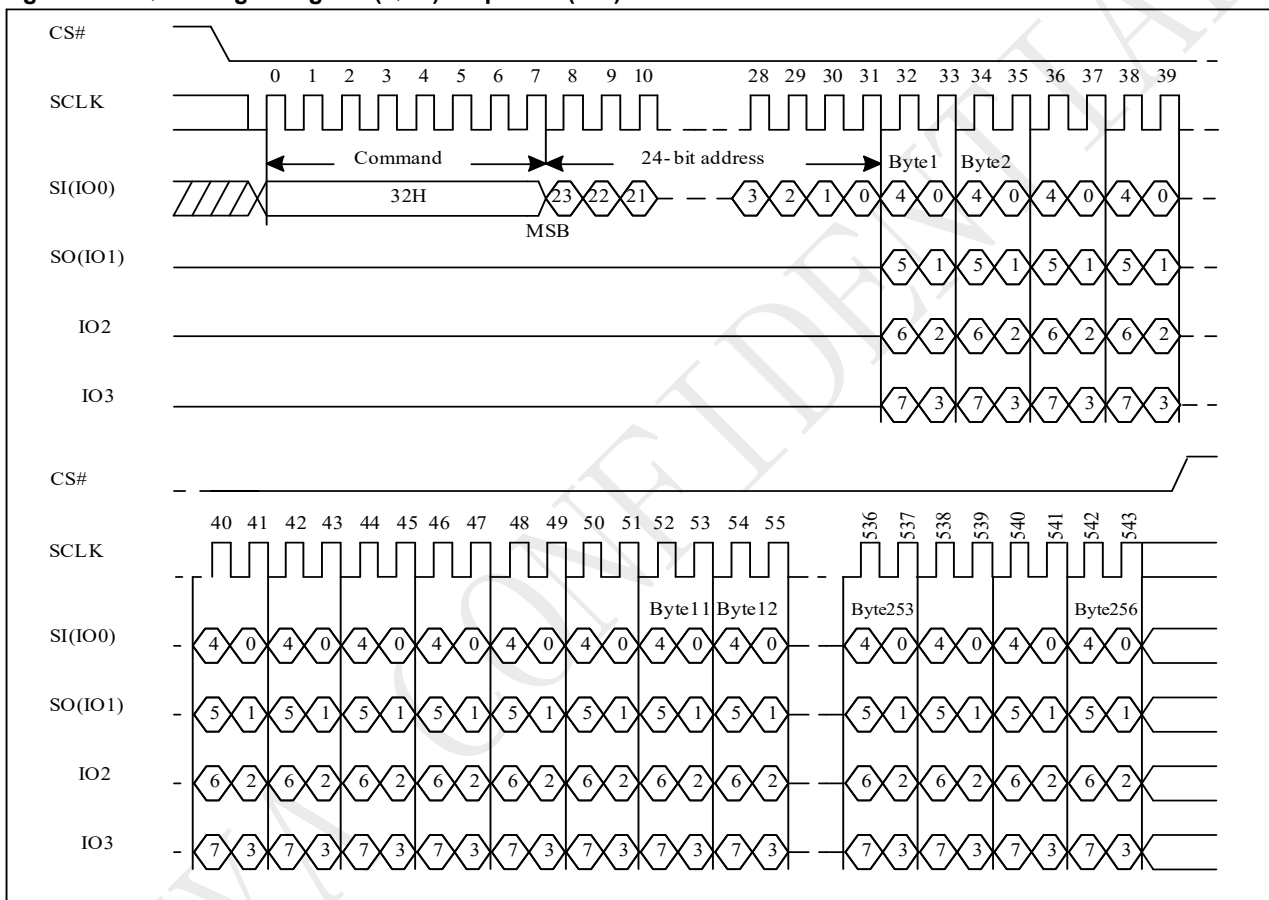 CS#
0 1 2 3 4 5 6 7 8 9 10 28 29 30 31 32 33 34 35 36 37 38 39
SCLK
Command 24-bit address Byte1 Byte2
SI(IO0) 32H 23 22 21 3 2 1 0 4 0 4 0 4 0 4 0
MSB
SO(IO1) 5 1 5 1 5 1 5 1
IO2 6 2 6 2 6 2 6 2
IO3 7 3 7 3 7 3 7 3
CS#
40 41 42 43 44 45 46 47 48 49 50 51 52 53 54 55 536 537 538 539 540 541 542 543
SCLK
Byte11 Byte12 Byte253 Byte256
SI(IO0) 4 0 4 0 4 0 4 0 4 0 4 0 4 0 4 0 4 0 4 0 4 0 4 0
SO(IO1) 5 1 5 1 5 1 5 1 5 1 5 1 5 1 5 1 5 1 5 1 5 1 5 1
IO2 6 2 6 2 6 2 6 2 6 2 6 2 6 2 6 2 6 2 6 2 6 2 6 2
IO3 7 3 7 3 7 3 7 3 7 3 7 3 7 3 7 3 7 3 7 3 7 3 7 3
CONFIDENTIAL